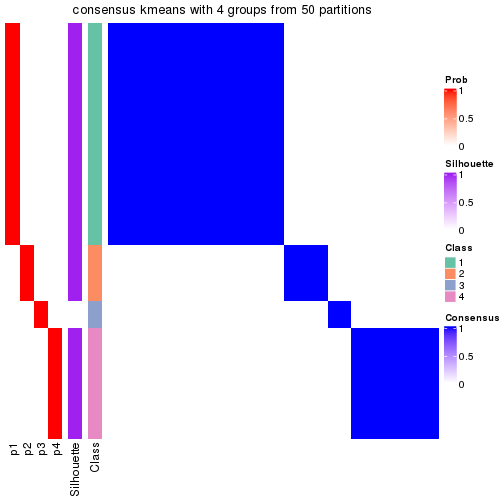 consensus kmeans with 4 groups from 50 partitions
Prob
1
0.5
0
Silhouette
1
0.5
0
Class
1
2
3
4
Consensus
1
0.5
0
p1
p2
p3
p4
Silhouette
Class